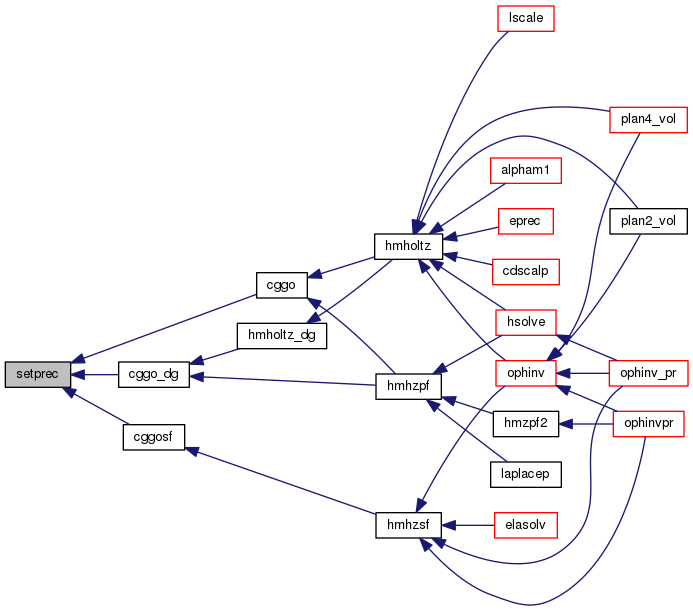 lscale
plan4_vol
alpham1
eprec
plan2_vol
hmholtz
cdscalp
cggo
hsolve
hmholtz_dg
setprec
cggo_dg
ophinv
ophinv_pr
hmhzpf
hmzpf2
ophinvpr
cggosf
laplacep
hmhzsf
elasolv